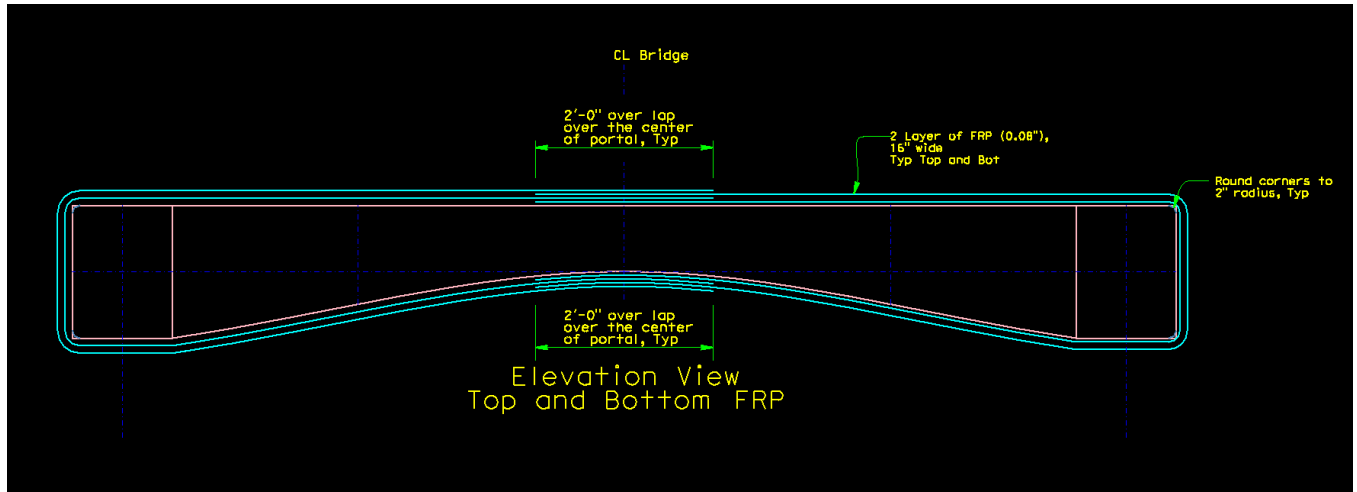 CL Bridge
2'-0" over lap
over the center
of portal, Typ
2 Layer of FRP (0.08"),
16" wide
Typ Top and Bot
Round corners to
2" radius, Typ
2'-0" over lap
over the center
of portal, Typ
Elevation View
Top and Bottom FRP